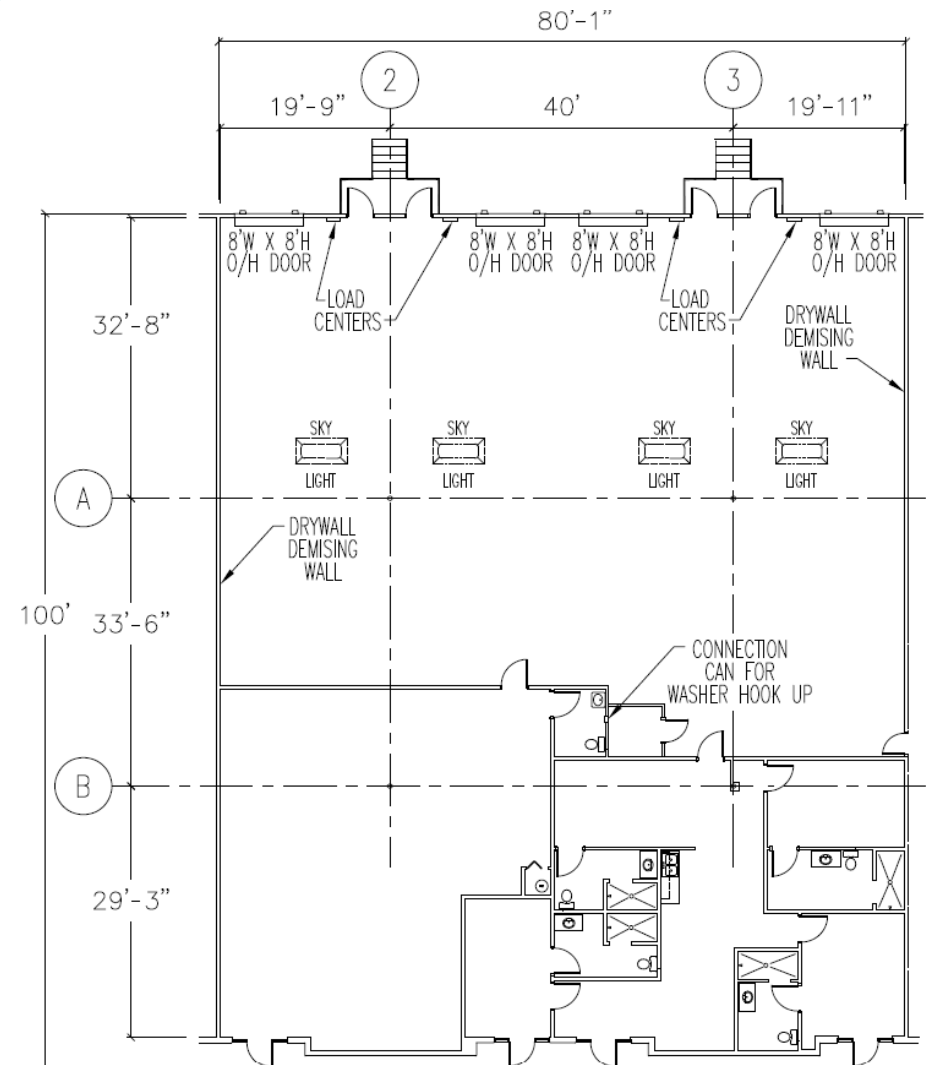 80'-1"
2
3
19'-9"
40'
19'-11"
8'W X 8'H
O/H DOOR
8'W X 8'H
O/H DOOR
8'W X 8'H
O/H DOOR
8'W X 8'H
O/H DOOR
LOAD
CENTERS
LOAD
CENTERS
DRYWALL
DEMISING
WALL
32'-8"
SKY
LIGHT
SKY
LIGHT
SKY
LIGHT
SKY
LIGHT
A
DRYWALL
DEMISING
WALL
100'
33'-6"
CONNECTION
CAN FOR
WASHER HOOK UP
B
29'-3"